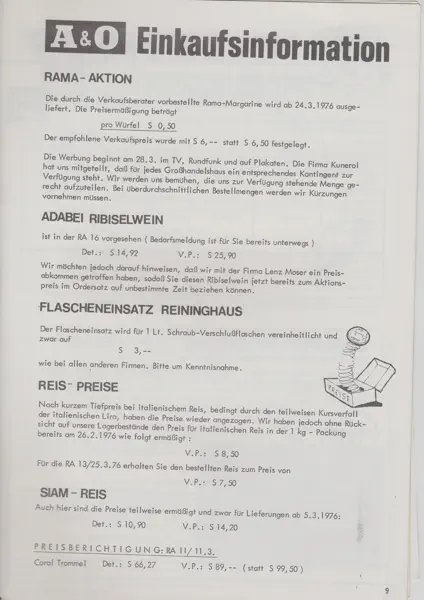 A&O Einkaufsinformation
RAMA - AKTION
Die durch die Verkaufsberater vorbestellte Rama-Margarine wird ab 24.3.1976 ausge-
liefert. Die Preisermäßigung beträgt
pro Würfel S 0,50
Der empfohlene Verkaufspreis wurde mit S 6,-- statt S 6,50 festgelegt.
Die Werbung beginnt am 28.3. im TV, Rundfunk und auf Plakaten. Die Firma Kunerol
hat uns mitgeteilt, daß für jedes Großhandelshaus ein entsprechendes Kontingent zur
Verfügung steht. Wir werden uns bemühen, die uns zur Verfügung stehende Menge ge-
recht aufzuteilen. Bei überdurchschnittlichen Bestellmengen werden wir Kürzungen
vornehmen müssen.
ADABEI RIBISELWEIN
ist in der RA 16 vorgesehen ( Bedarfsmeldung ist für Sie bereits unterwegs )
Det.: S 14,92 V.P.: S 25,90
Wir möchten jedoch darauf hinweisen, daß wir mit der Firma Lenz Moser ein Preis-
abkommen getroffen haben, sodaß Sie diesen Ribiselwein jetzt bereits zum Aktions-
preis im Ordersatz auf unbestimmte Zeit beziehen können.
FLASCHENEINSATZ REININGHAUS
Der Flascheneinsatz wird für 1 Lt. Schraub-Verschlußflaschen vereinheitlicht und
zwar auf
S 3,--
wie bei allen anderen Firmen. Bitte um Kenntnisnahme.
PREISE
REIS - PREISE
Nach kurzem Tiefpreis bei italienischem Reis, bedingt durch den teilweisen Kursverfall
der italienischen Lira, haben die Preise wieder angezogen. Wir haben jedoch ohne Rück-
sicht auf unsere Lagerbestände den Preis für italienischen Reis in der 1 kg - Packung
bereits am 26.2.1976 wie folgt ermäßigt :
V.P.: S 8,50
Für die RA 13/25.3.76 erhalten Sie den bestellten Reis zum Preis von
V.P.: S 7,50
SIAM - REIS
Auch hier sind die Preise teilweise ermäßigt und zwar für Lieferungen ab 5.3.1976:
Det.: S 10,90 V.P.: S 14,20
PREISBERICHTIGUNG: RA 11/ 11.3.
Coral Trommel Det.: S 66,27 V.P.: S 89,-- (statt S 99,50 )
9